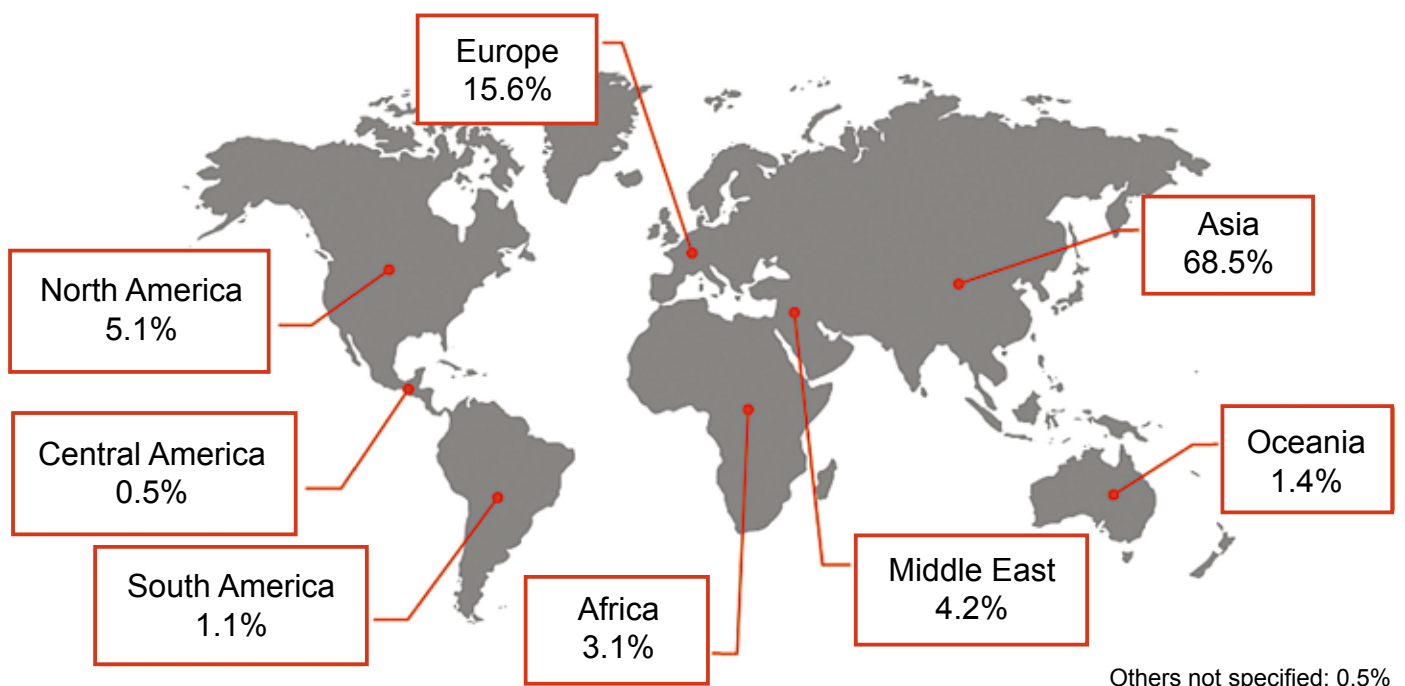 Europe
15.6%
Asia
68.5%
North America
5.1%
Central America
0.5%
Oceania
1.4%
South America
1.1%
Africa
3.1%
Middle East
4.2%
Others not specified: 0.5%